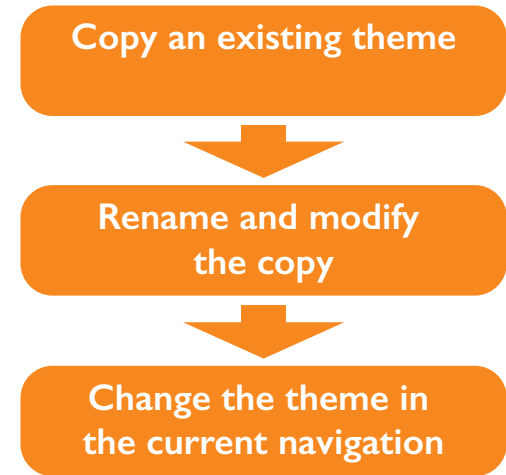 Copy an existing theme
Rename and modify
the copy
Change the theme in
the current navigation